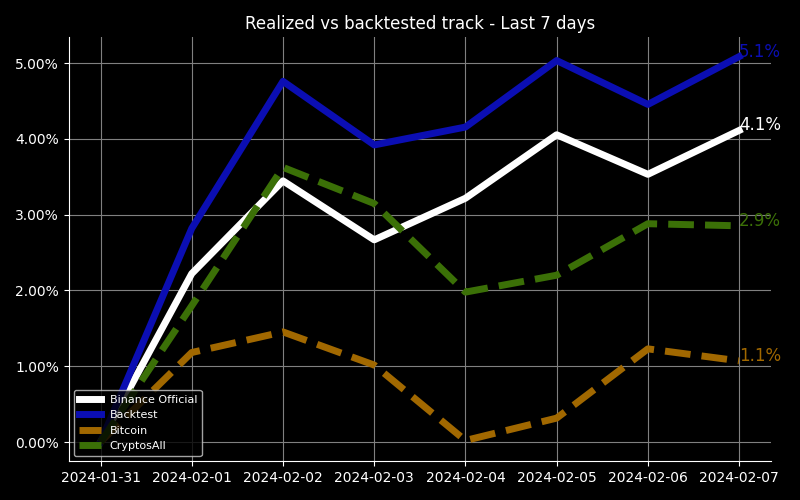 Realized vs backtested track - Last 7 days
5.00%
4.00%
3.00%
2.00%
1.00%
0.00%
5.1%
4.1%
2.9%
1.1%
Binance Official
Backtest
Bitcoin
CryptosAll
2024-01-31 2024-02-01 2024-02-02 2024-02-03 2024-02-04 2024-02-05 2024-02-06 2024-02-07